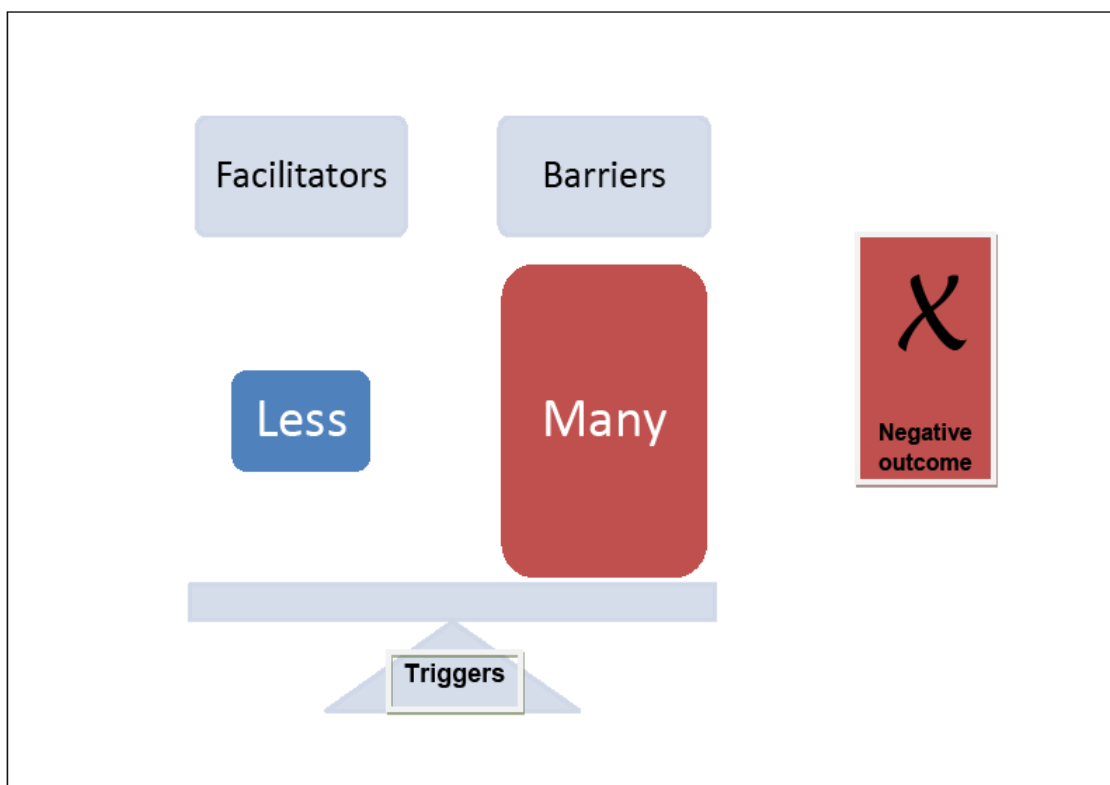 Facilitators
Barriers
Less
Many
X
Negative
outcome
Triggers